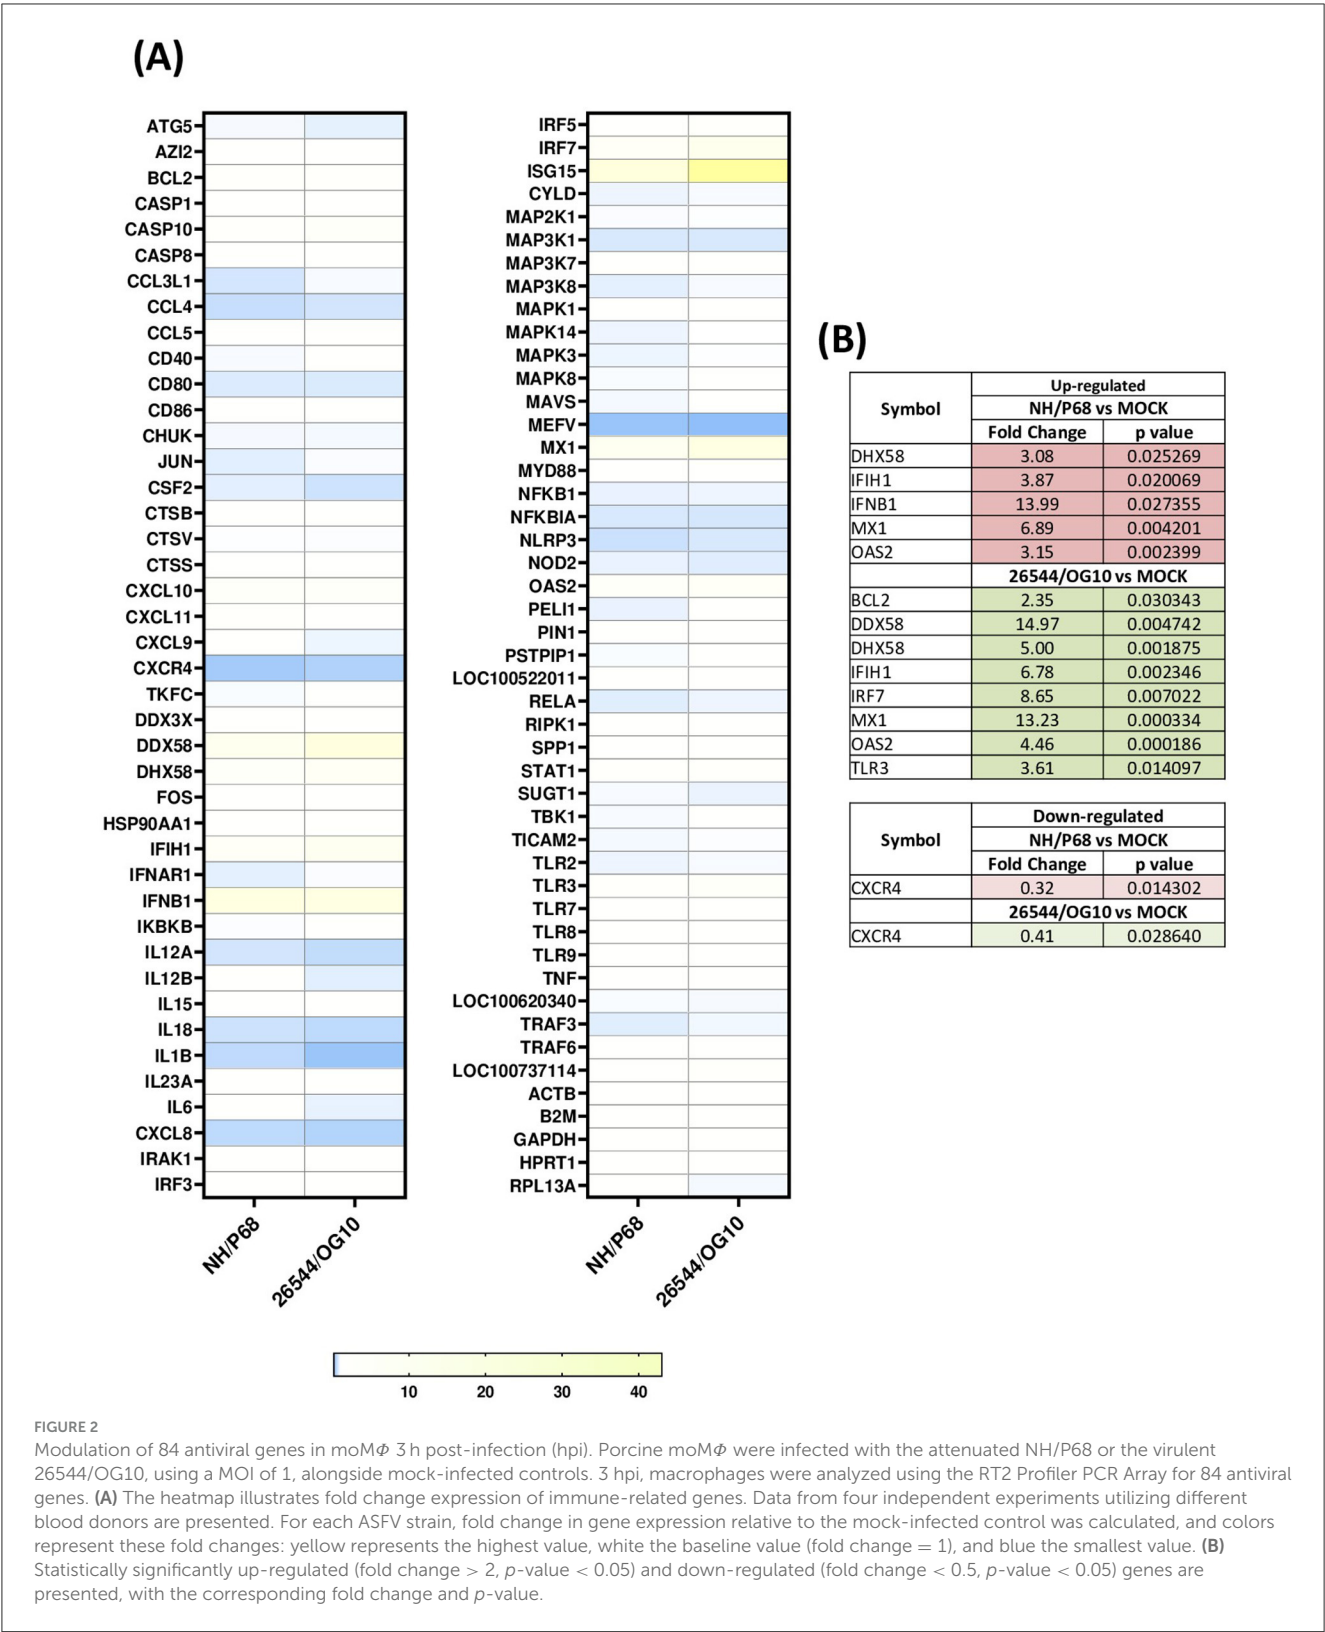 (A)
ATG5
AZI2
BCL2
CASP1
CASP10
CASP8
CCL3L1
CCL4
CCL5
CD40
CD80
CD86
CHUK
JUN
CSF2
CTSB
CTSV
CTSS
CXCL10
CXCL11
CXCL9
CXCR4
TKFC
DDX3X
DDX58
DHX58
FOS
HSP90AA1
IFIH1
IFNAR1
IFNB1
IKBKB
IL12A
IL12B
IL15
IL18
IL1B
IL23A
IL6
CXCL8
IRAK1
IRF3
NH/P68
26544/OG10
IRF5
IRF7
ISG15
CYLD
MAP2K1
MAP3K1
MAP3K7
MAP3K8
MAPK1
MAPK14
MAPK3
MAPK8
MAVS
MEFV
MX1
MYD88
NFKB1
NFKBIA
NLRP3
NOD2
OAS2
PELI1
PIN1
PSTPIP1
LOC100522011
RELA
RIPK1
SPP1
STAT1
SUGT1
TBK1
TICAM2
TLR2
TLR3
TLR7
TLR8
TLR9
TNF
LOC100620340
TRAF3
TRAF6
LOC100737114
ACTB
B2M
GAPDH
HPRT1
RPL13A
NH/P68
26544/OG10
10 20 30 40
(B)
Symbol
Up-regulated
NH/P68 vs MOCK
Fold Change p value
DHX58 3.08 0.025269
IFIH1 3.87 0.020069
IFNB1 13.99 0.027355
MX1 6.89 0.004201
OAS2 3.15 0.002399
26544/OG10 vs MOCK
BCL2 2.35 0.030343
DDX58 14.97 0.004742
DHX58 5.00 0.001875
IFIH1 6.78 0.002346
IRF7 8.65 0.007022
MX1 13.23 0.000334
OAS2 4.46 0.000186
TLR3 3.61 0.014097
Symbol
Down-regulated
NH/P68 vs MOCK
Fold Change p value
CXCR4 0.32 0.014302
26544/OG10 vs MOCK
CXCR4 0.41 0.028640
FIGURE 2
Modulation of 84 antiviral genes in moMΦ 3 h post-infection (hpi). Porcine moMΦ were infected with the attenuated NH/P68 or the virulent
26544/OG10, using a MOI of 1, alongside mock-infected controls. 3 hpi, macrophages were analyzed using the RT2 Profiler PCR Array for 84 antiviral
genes. (A) The heatmap illustrates fold change expression of immune-related genes. Data from four independent experiments utilizing different
blood donors are presented. For each ASFV strain, fold change in gene expression relative to the mock-infected control was calculated, and colors
represent these fold changes: yellow represents the highest value, white the baseline value (fold change = 1), and blue the smallest value. (B)
Statistically significantly up-regulated (fold change > 2, p-value < 0.05) and down-regulated (fold change < 0.5, p-value < 0.05) genes are
presented, with the corresponding fold change and p-value.